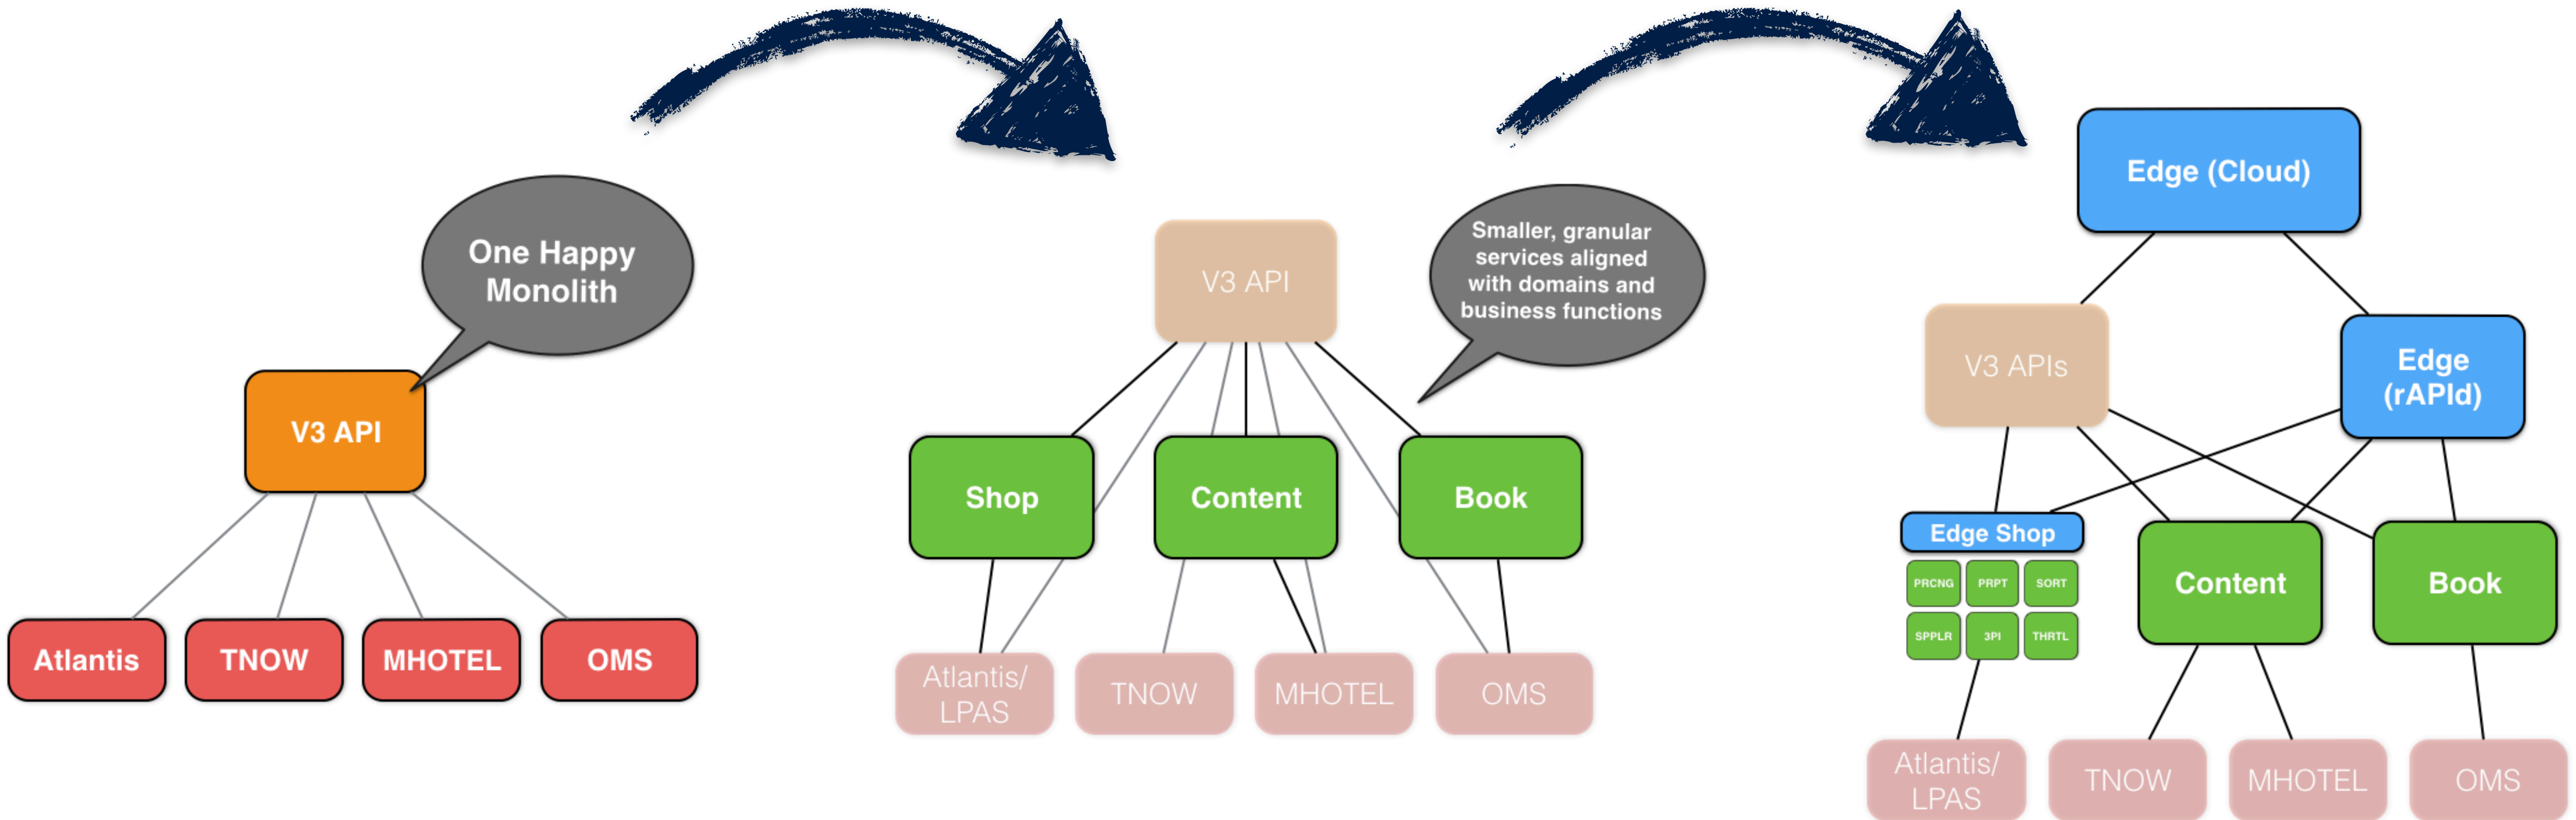 One Happy
Monolith
V3 API
Atlantis
TNOW
MHOTEL
OMS
V3 API
Smaller, granular
services aligned
with domains and
business functions
Shop
Content
Book
Atlantis/
LPAS
TNOW
MHOTEL
OMS
Edge (Cloud)
V3 APIs
Edge
(rAPId)
Edge Shop
PRCNG
PRPT
SORT
SPPLR
3PI
THRTL
Content
Book
Atlantis/
LPAS
TNOW
MHOTEL
OMS